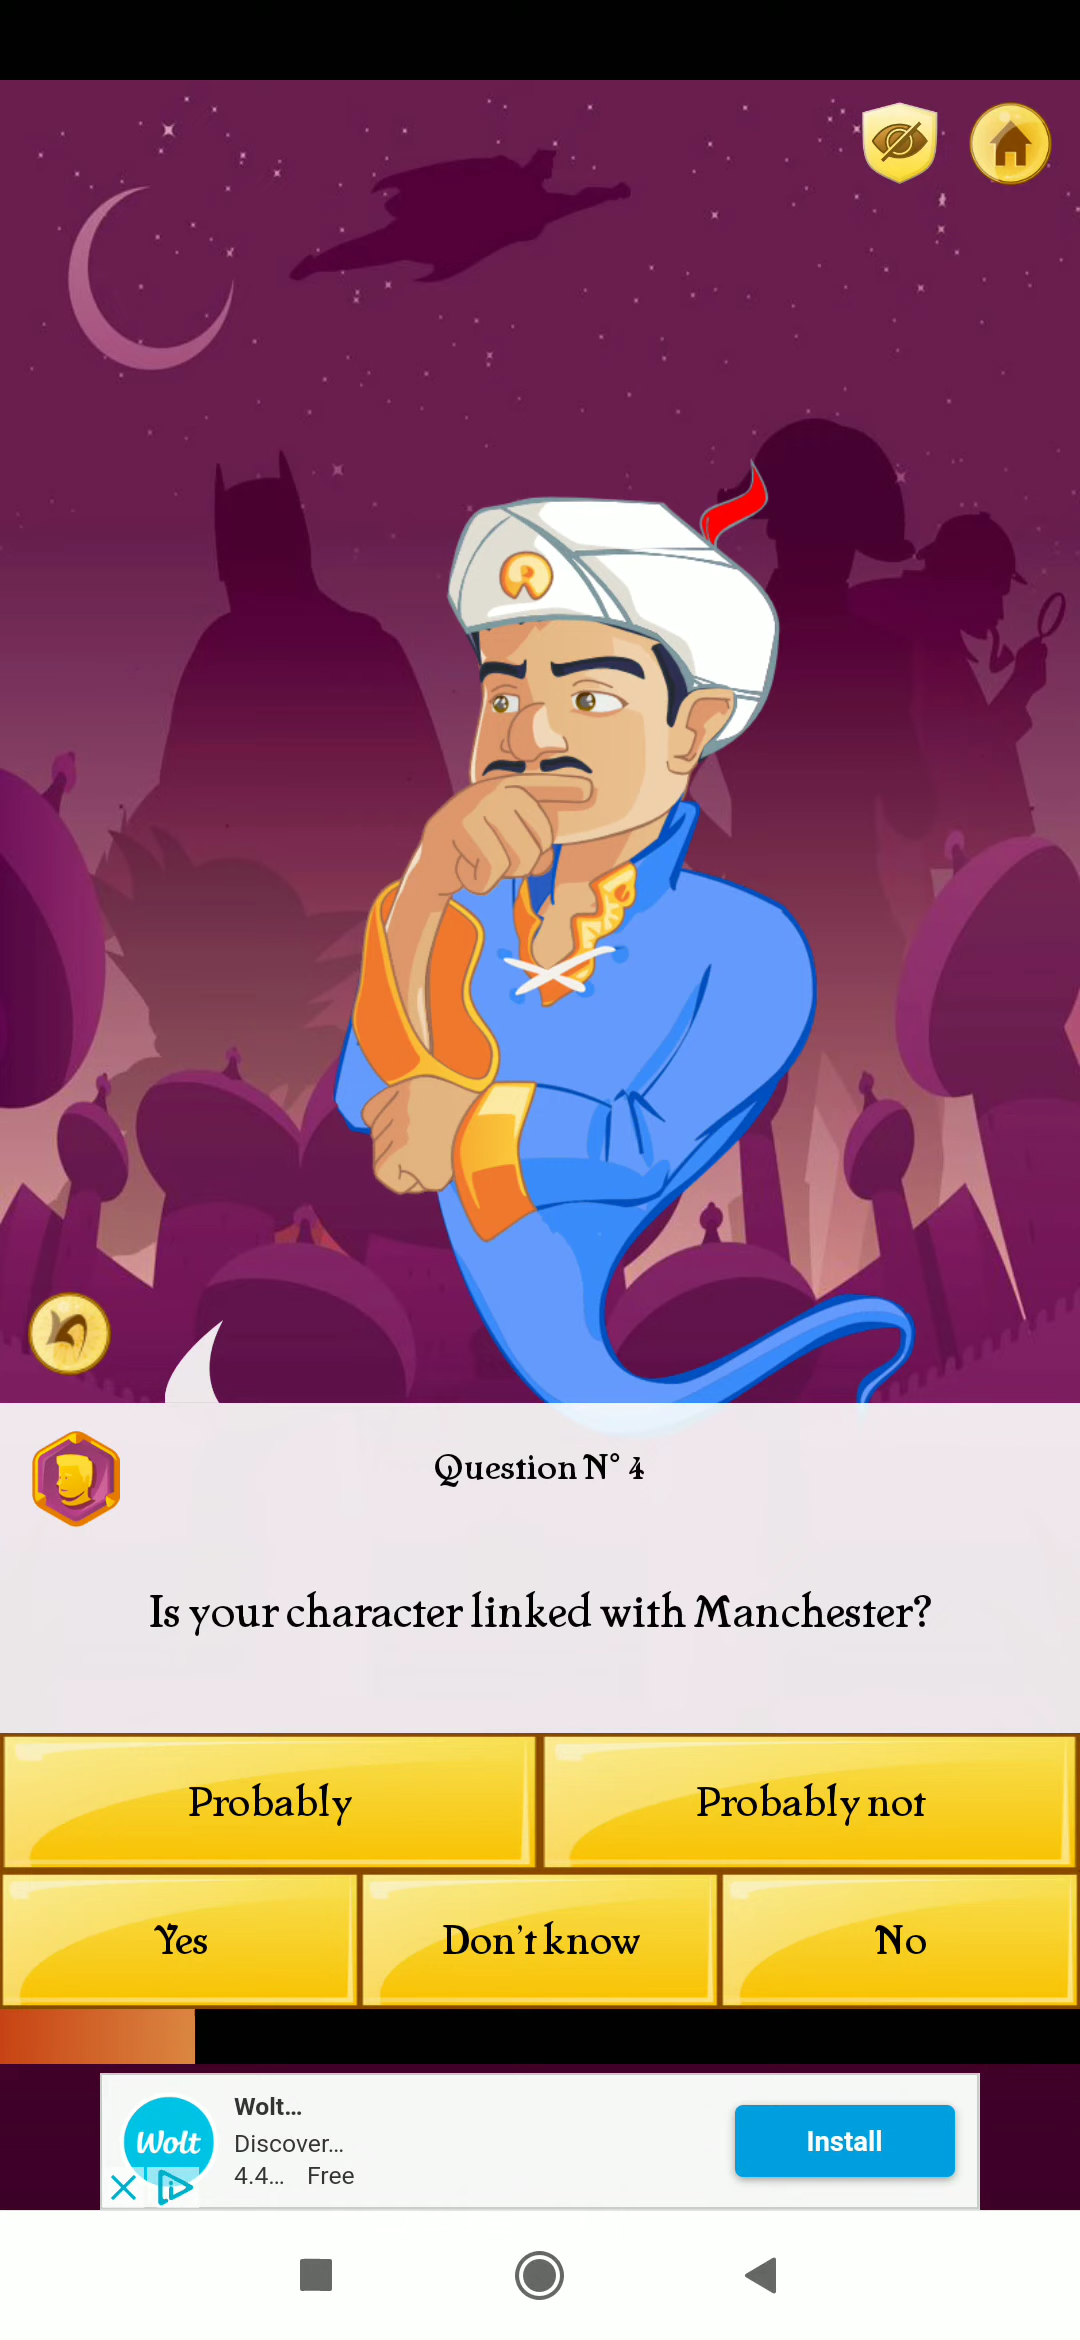 Question N° 4
Is your character linked with Manchester?
Probably
Probably not
Yes
Don't know
No
Wolt
Wolt...
Discover...
4.4... Free
Install